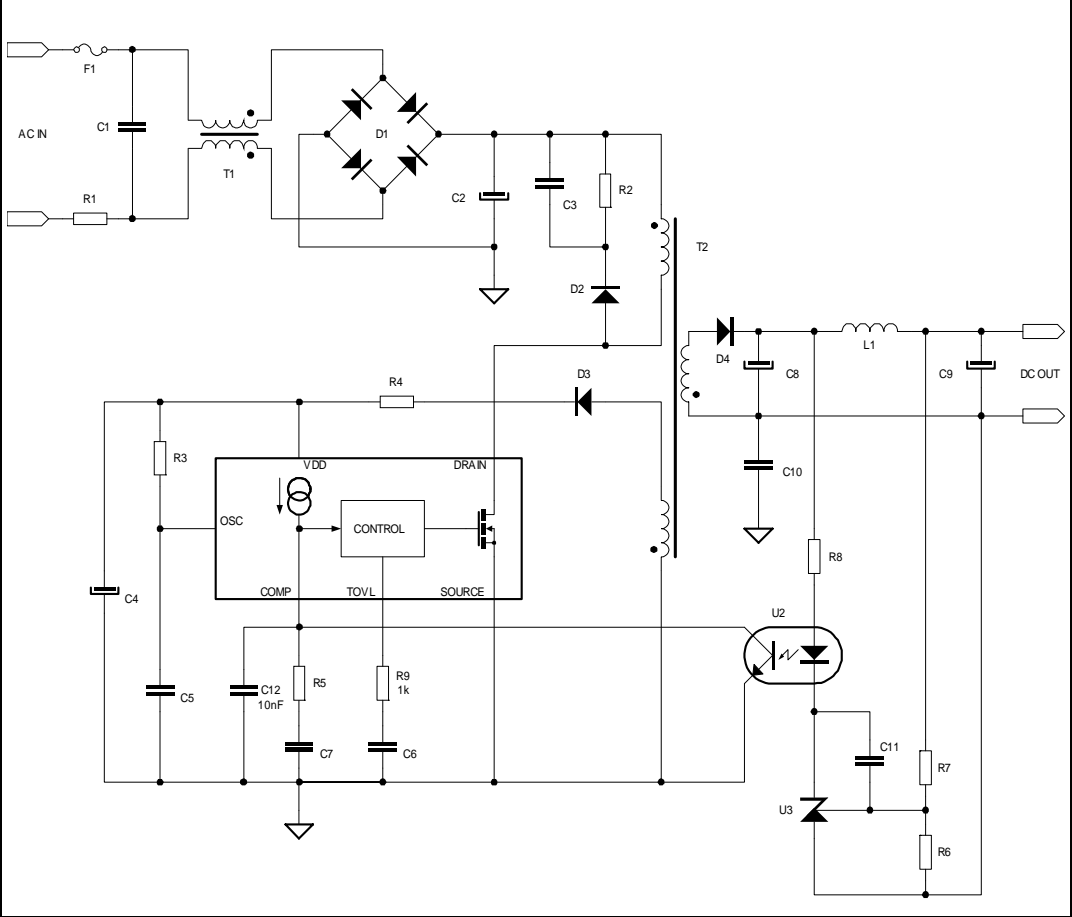 F1
AC IN
C1
R1
T1
D1
C2
C3
R2
D2
T2
D4
C8
L1
C9
DC OUT
C10
D3
R4
R3
VDD
DRAIN
OSC
CONTROL
COMP
TOVL
SOURCE
C4
C5
C12
10nF
R5
C7
R9
1k
C6
R8
U2
C11
U3
R7
R6